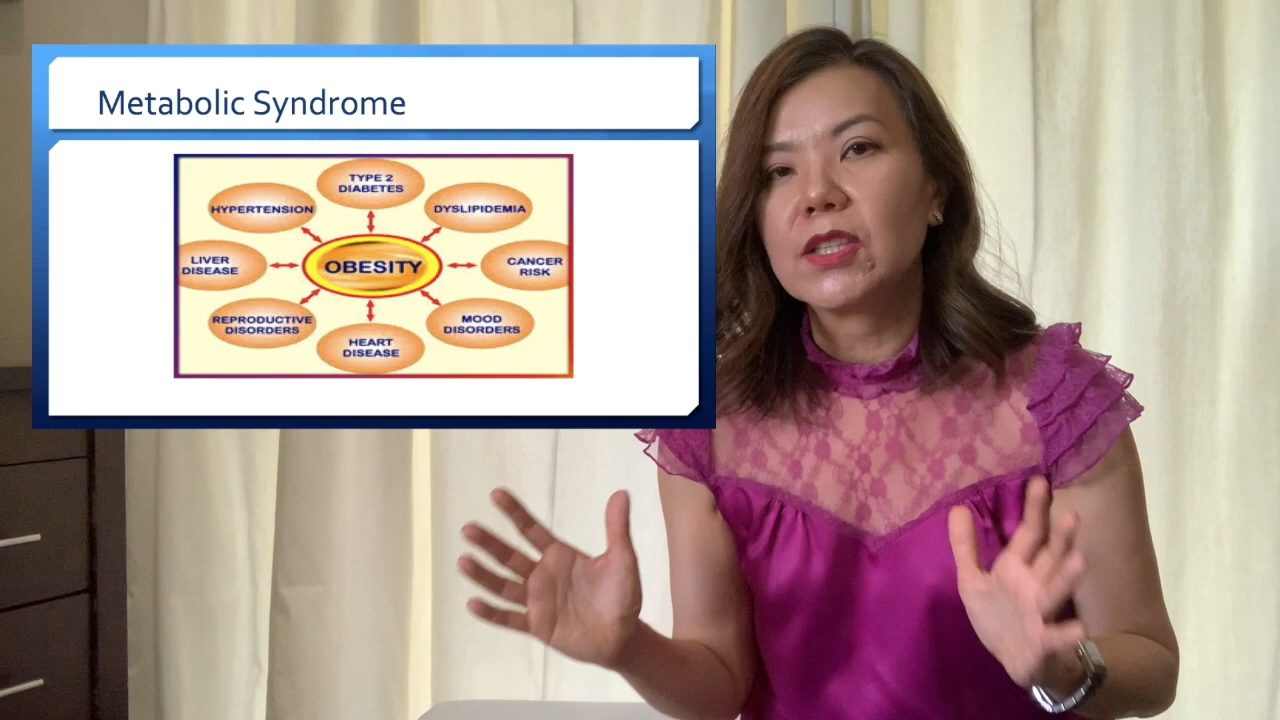 Metabolic Syndrome
TYPE 2
DIABETES
HYPERTENSION
DYSLIPIDEMIA
LIVER
DISEASE
OBESITY
CANCER
RISK
REPRODUCTIVE
DISORDERS
MOOD
DISORDERS
HEART
DISEASE